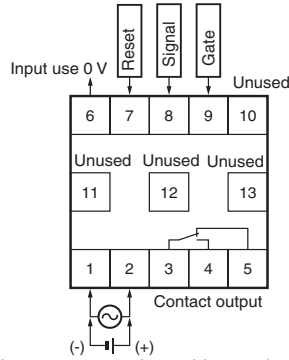 Reset
Signal
Gate
Input use 0 V
Unused
6 7 8 9 10
Unused Unused Unused
11 12 13
1 2 3 4 5
Contact output
(-) (+)